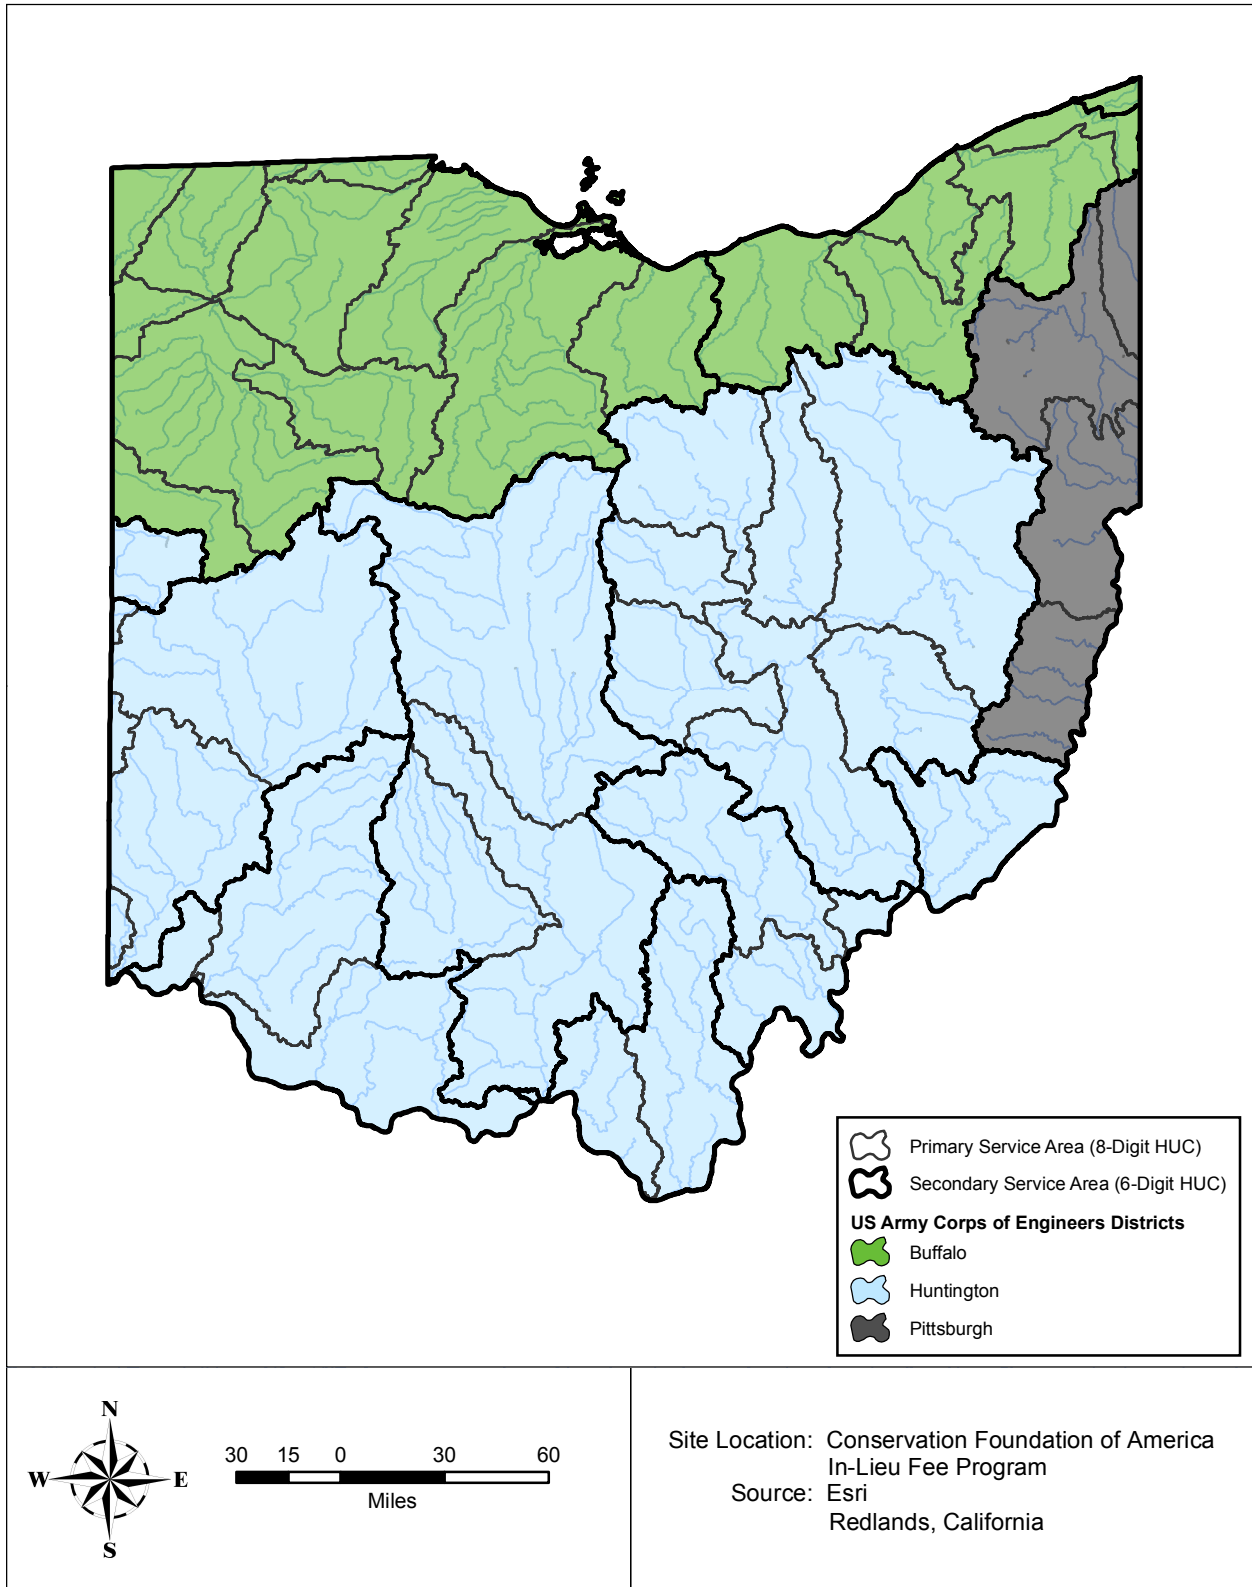 Primary Service Area (8-Digit HUC)
Secondary Service Area (6-Digit HUC)
US Army Corps of Engineers Districts
Buffalo
Huntington
Pittsburgh
N
W
E
S
30 15 0 30 60
Miles
Site Location: Conservation Foundation of America
In-Lieu Fee Program
Source: Esri
Redlands, California